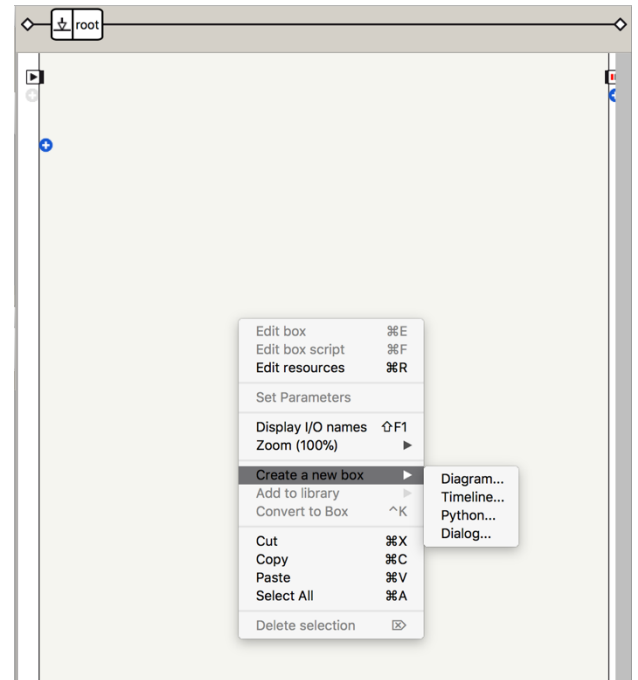 root
Edit box ⌘E
Edit box script ⌘F
Edit resources ⌘R
Set Parameters
Display I/O names ⇧F1
Zoom (100%)
Create a new box
Add to library
Convert to Box ^K
Cut ⌘X
Copy ⌘C
Paste ⌘V
Select All ⌘A
Delete selection ⌦
Diagram...
Timeline...
Python...
Dialog...